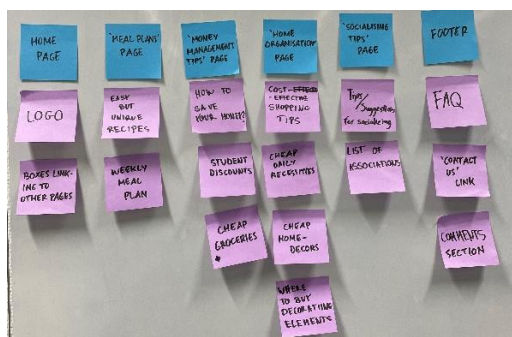 HOME
PAGE
'MEAL PLANS'
PAGE
'MONEY
MANAGEMENT
TIPS' PAGE
'HOME
ORGANISATION'
PAGE
'SOCIALISING
TIPS'
PAGE
FOOTER
LOGO
EASY
BUT
UNIQUE
RECIPES
HOW TO
SAVE
YOUR MONEY?
COST-
-EFFECTIVE
SHOPPING
TIPS
Tips/
Suggestions
for socialising
FAQ
BOXES LINK-
ING TO
OTHER PAGES
WEEKLY
MEAL
PLAN
STUDENT
DISCOUNTS
CHEAP
DAILY
NECESSITIES
LIST OF
ASSOCIATIONS
'CONTACT
US'
LINK
CHEAP
GROCERIES
CHEAP
HOME-
DECORS
COMMENTS
SECTION
WHERE
TO BUY
DECORATING
ELEMENTS